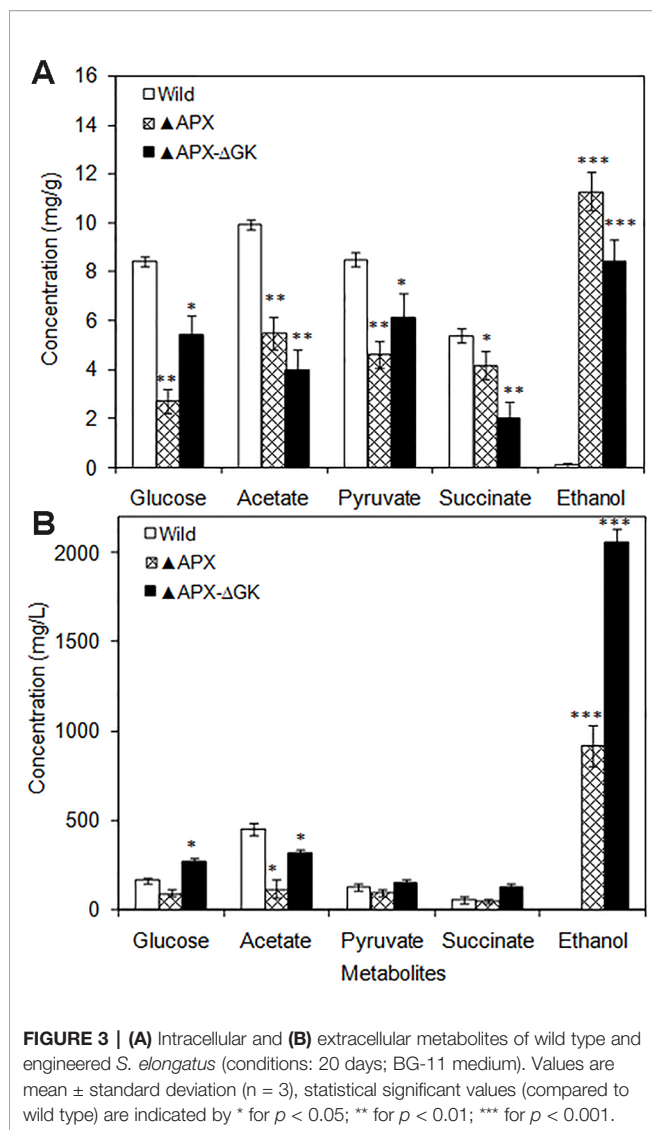 A
16
14
12
10
8
6
4
2
0
Concentration (mg/g)
Wild
▲APX
▲APX-ΔGK
** * ** ** ** * * ** *** ***
Glucose Acetate Pyruvate Succinate Ethanol
B
2000
1500
1000
500
0
Concentration (mg/L)
Wild
▲APX
▲APX-ΔGK
* * * *** ***
Glucose Acetate Pyruvate Succinate Ethanol
Metabolites
FIGURE 3 | (A) Intracellular and (B) extracellular metabolites of wild type and
engineered S. elongatus (conditions: 20 days; BG-11 medium). Values are
mean ± standard deviation (n = 3), statistical significant values (compared to
wild type) are indicated by * for p < 0.05; ** for p < 0.01; *** for p < 0.001.